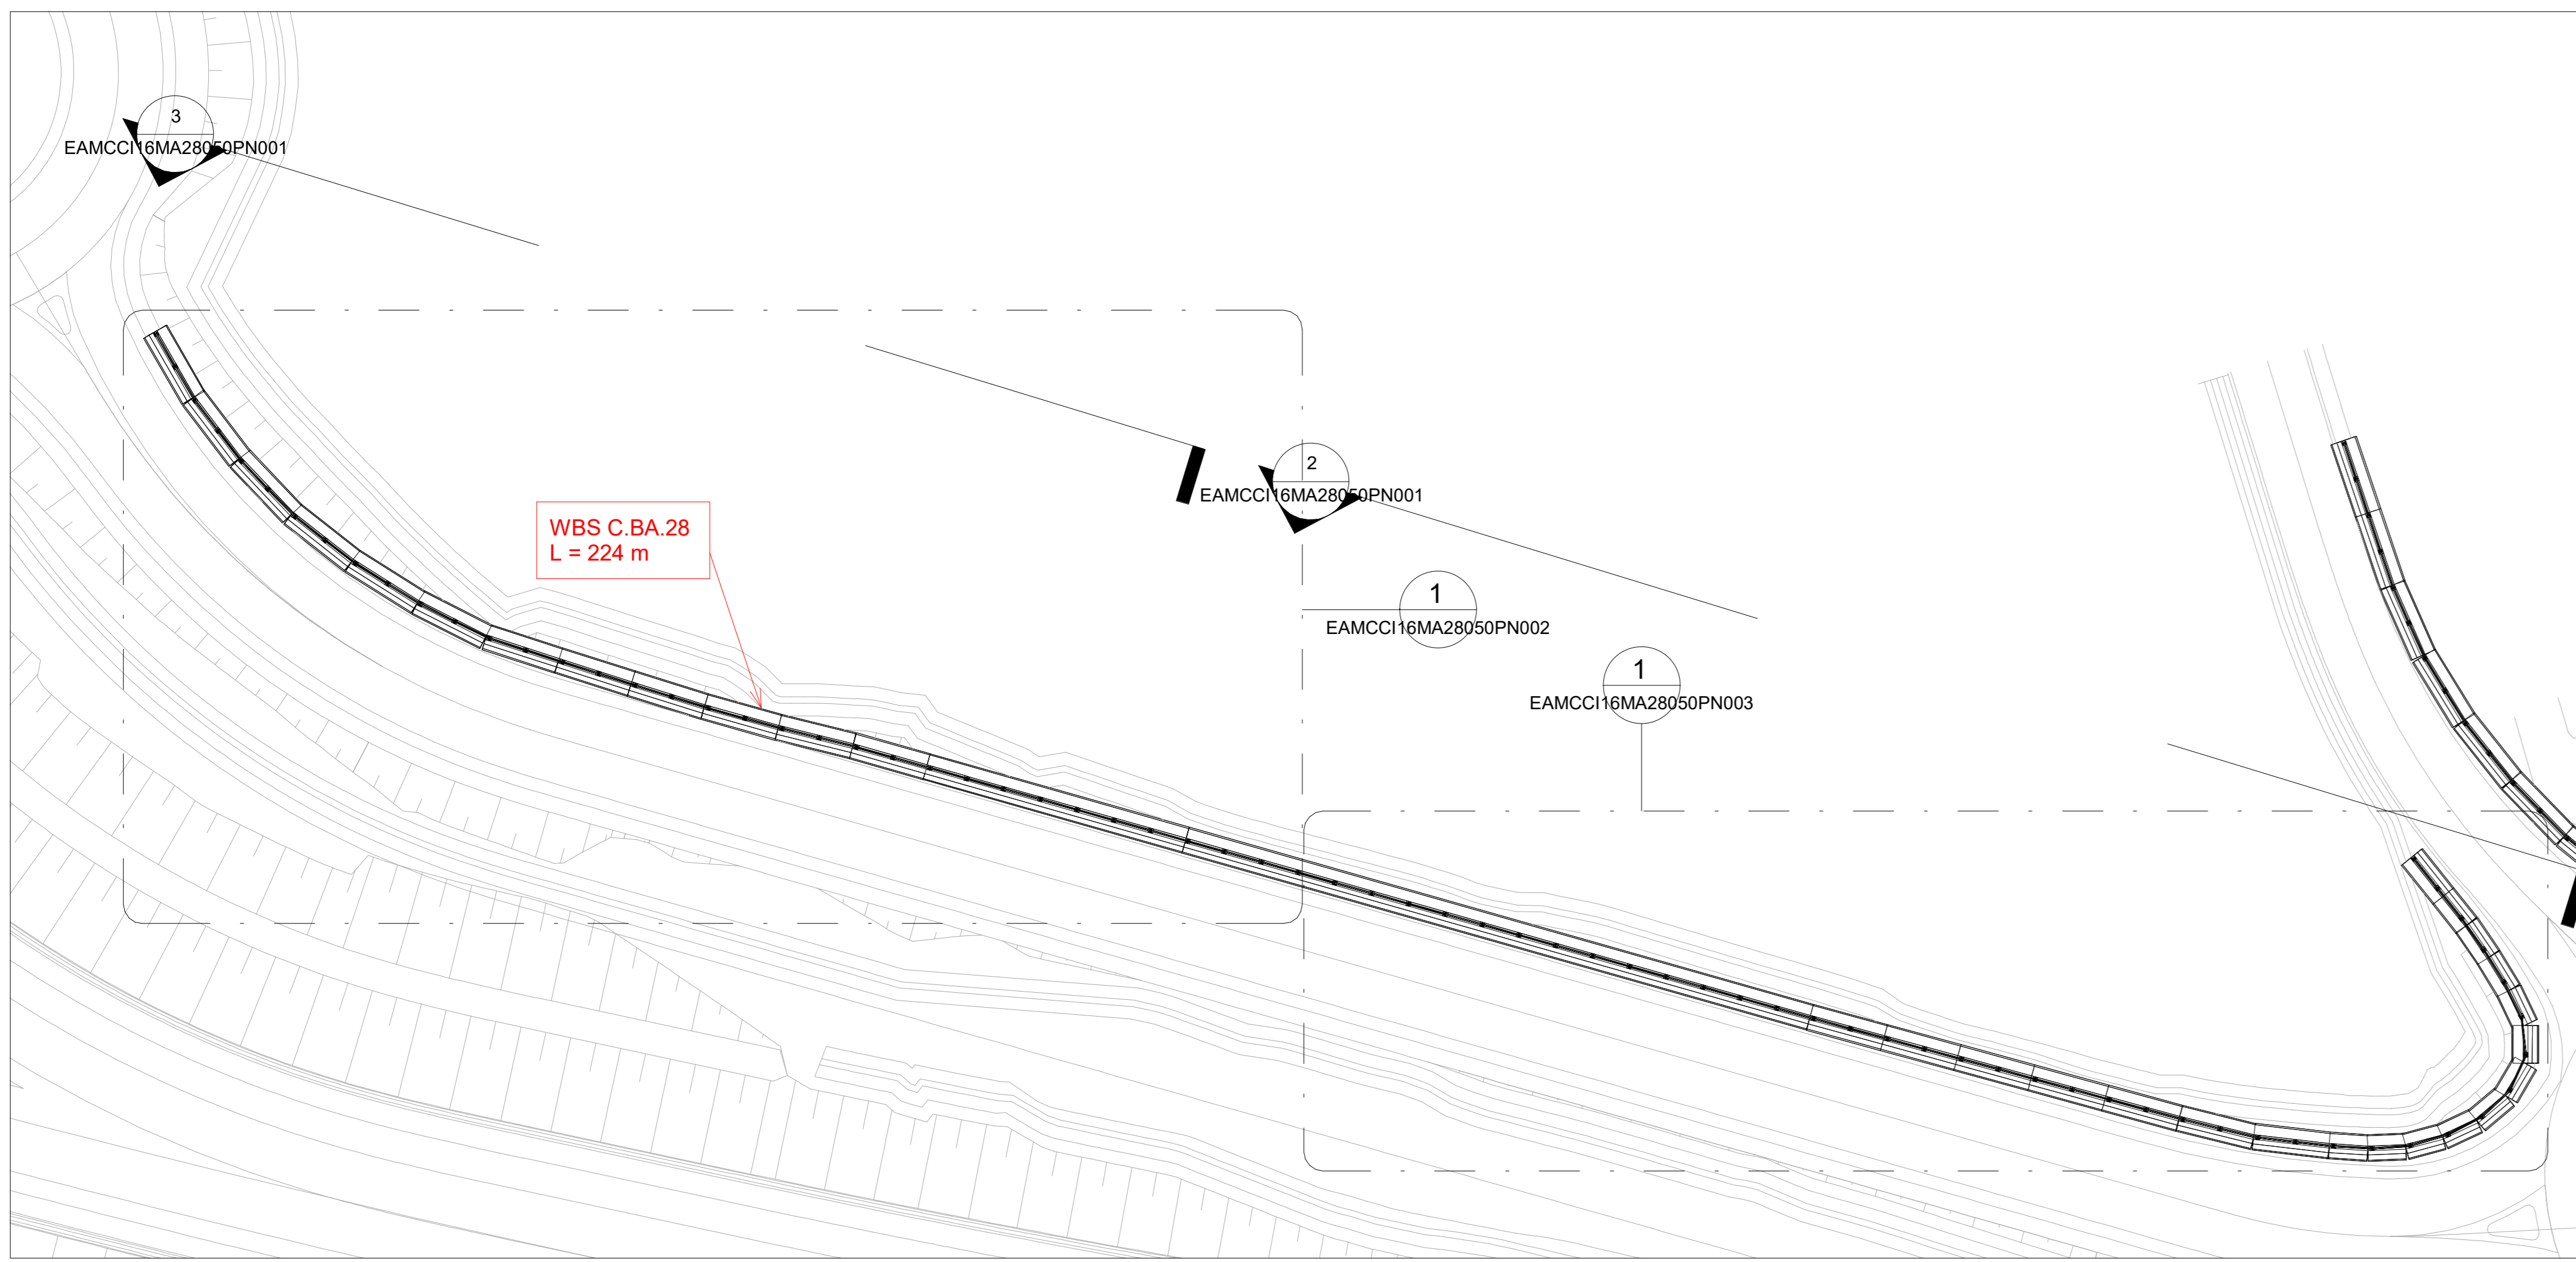 3
EAMCCI16MA28050PN001
2
EAMCCI16MA28050PN001
WBS C.BA.28
L = 224 m
1
EAMCCI16MA28050PN002
1
EAMCCI16MA28050PN003